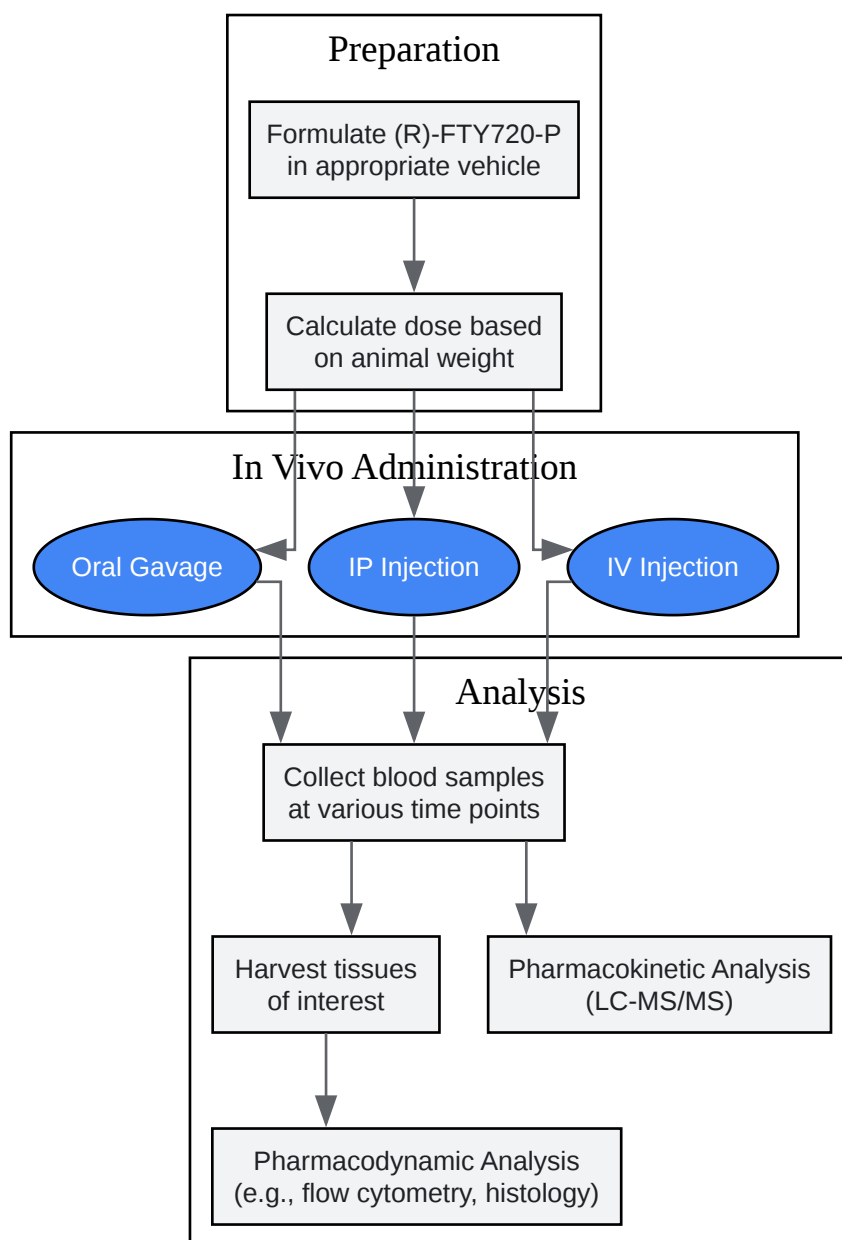 Preparation
Formulate (R)-FTY720-P
in appropriate vehicle
Calculate dose based
on animal weight
In Vivo Administration
Oral Gavage
IP Injection
IV Injection
Analysis
Collect blood samples
at various time points
Harvest tissues
of interest
Pharmacokinetic Analysis
(LC-MS/MS)
Pharmacodynamic Analysis
(e.g., flow cytometry, histology)